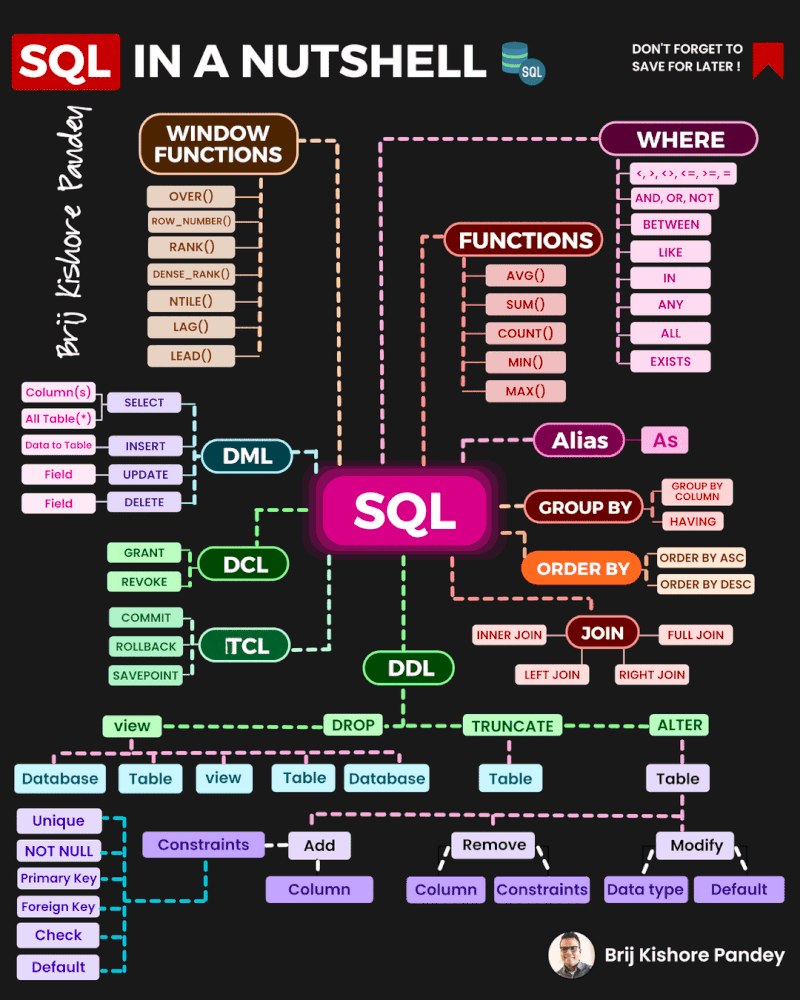 SQL IN A NUTSHELL
SQL
DON'T FORGET TO
SAVE FOR LATER !
Brij Kishore Pandey
WINDOW
FUNCTIONS
OVER()
ROW_NUMBER()
RANK()
DENSE_RANK()
NTILE()
LAG()
LEAD()
WHERE
<, >, <>, <=, >=, =
AND, OR, NOT
BETWEEN
LIKE
IN
ANY
ALL
EXISTS
FUNCTIONS
AVG()
SUM()
COUNT()
MIN()
MAX()
Column(s)
All Table(*)
SELECT
Data to Table
INSERT
Field
UPDATE
Field
DELETE
DML
Alias
As
SQL
GROUP BY
GROUP BY
COLUMN
HAVING
GRANT
REVOKE
DCL
ORDER BY
ORDER BY ASC
ORDER BY DESC
COMMIT
ROLLBACK
SAVEPOINT
TCL
JOIN
INNER JOIN
FULL JOIN
LEFT JOIN
RIGHT JOIN
DDL
view
DROP
TRUNCATE
ALTER
Database
Table
view
Table
Database
Table
Table
Unique
NOT NULL
Primary Key
Foreign Key
Check
Default
Constraints
Add
Column
Remove
Column
Constraints
Modify
Data type
Default
Brij Kishore Pandey